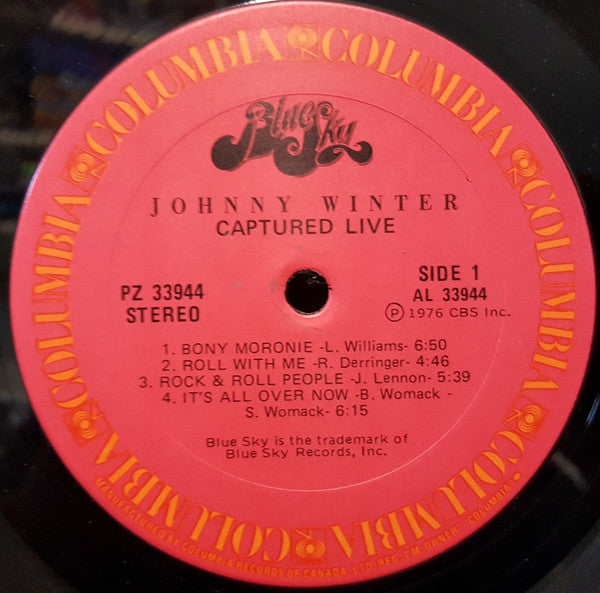 COLUMBIA COLUMBIA COLUMBIA COLUMBIA COLUMBIA COLUMBIA COLUMBIA COLUMBIA
Blue Sky
JOHNNY WINTER
CAPTURED LIVE
PZ 33944
STEREO
SIDE 1
AL 33944
Ⓟ 1976 CBS Inc.
1. BONY MORONIE -L. Williams- 6:50
2. ROLL WITH ME -R. Derringer- 4:46
3. ROCK & ROLL PEOPLE -J. Lennon- 5:39
4. IT'S ALL OVER NOW -B. Womack -
S. Womack- 6:15
Blue Sky is the trademark of
Blue Sky Records, Inc.
MANUFACTURED BY COLUMBIA RECORDS OF CANADA, LTD. REG. T.M. OWNER "COLUMBIA"